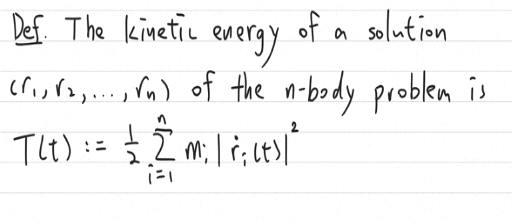 Def. The kinetic energy of a solution
(r₁, r₂, ..., rₙ) of the n-body problem is
T(t) := 1/2 ∑ᵢ₌₁ⁿ mᵢ |ṙᵢ(t)|²